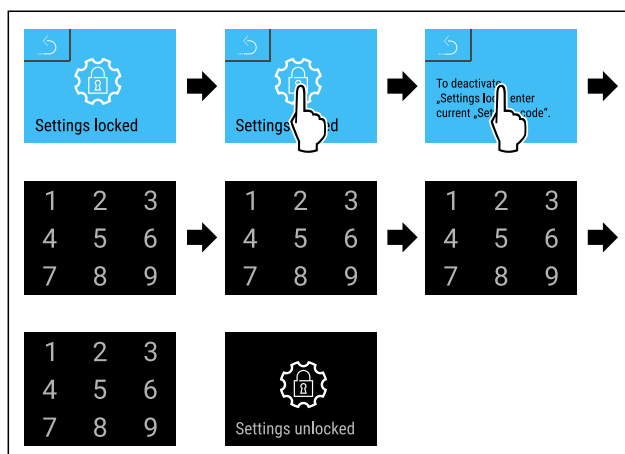 Settings locked
Settings ed
To deactivate
„Settings lo enter
current „Set code".
1 2 3
4 5 6
7 8 9
1 2 3
4 5 6
7 8 9
1 2 3
4 5 6
7 8 9
1 2 3
4 5 6
7 8 9
Settings unlocked